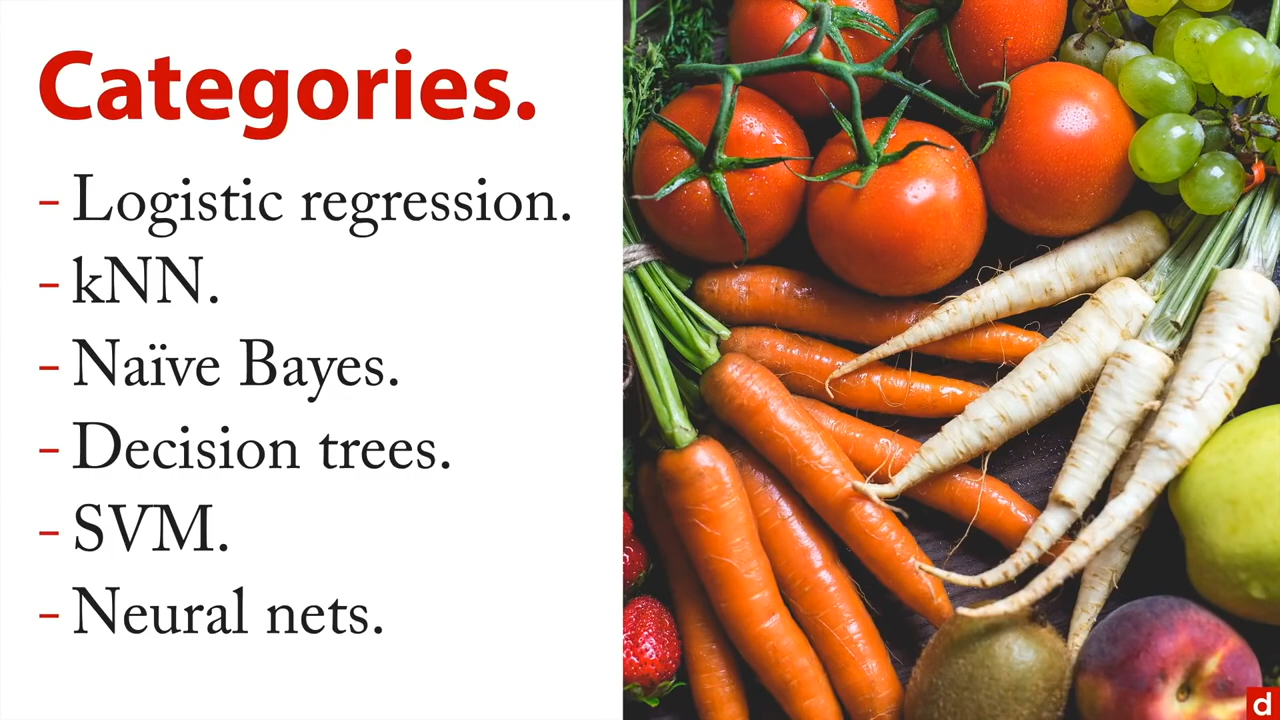 Categories.
- Logistic regression.
- kNN.
- Naïve Bayes.
- Decision trees.
- SVM.
- Neural nets.
d